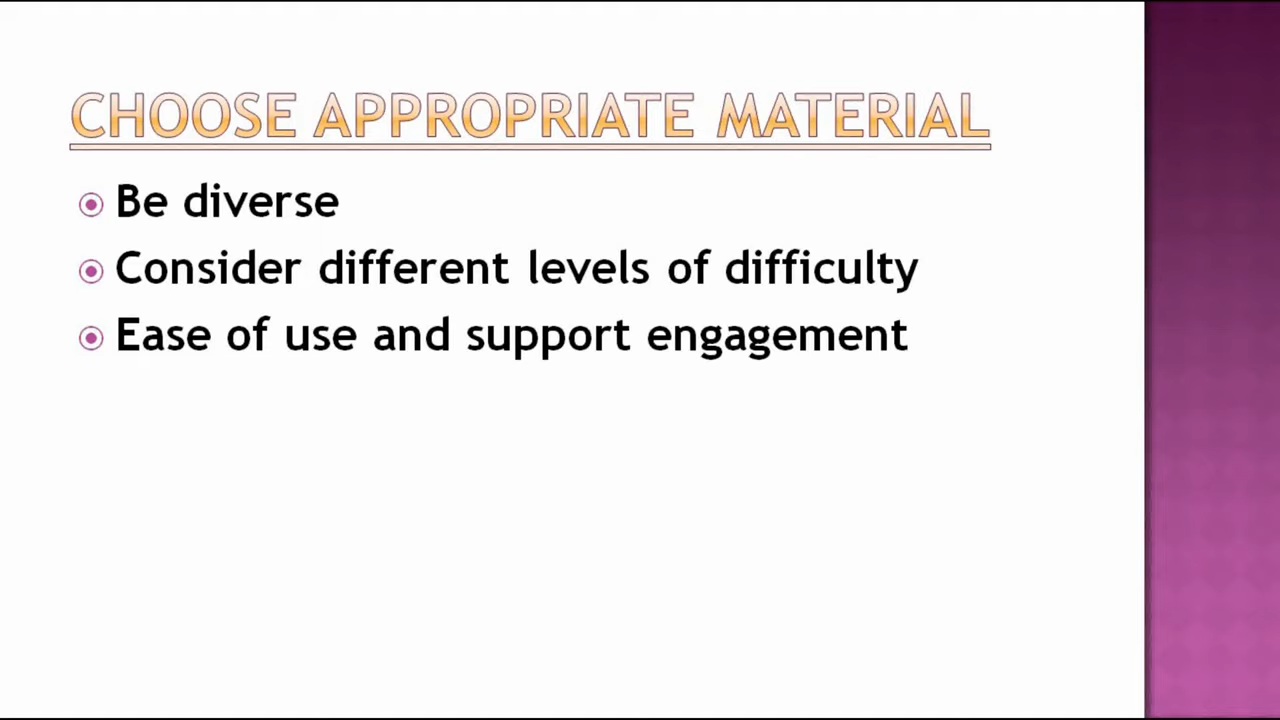 CHOOSE APPROPRIATE MATERIAL
Be diverse
Consider different levels of difficulty
Ease of use and support engagement